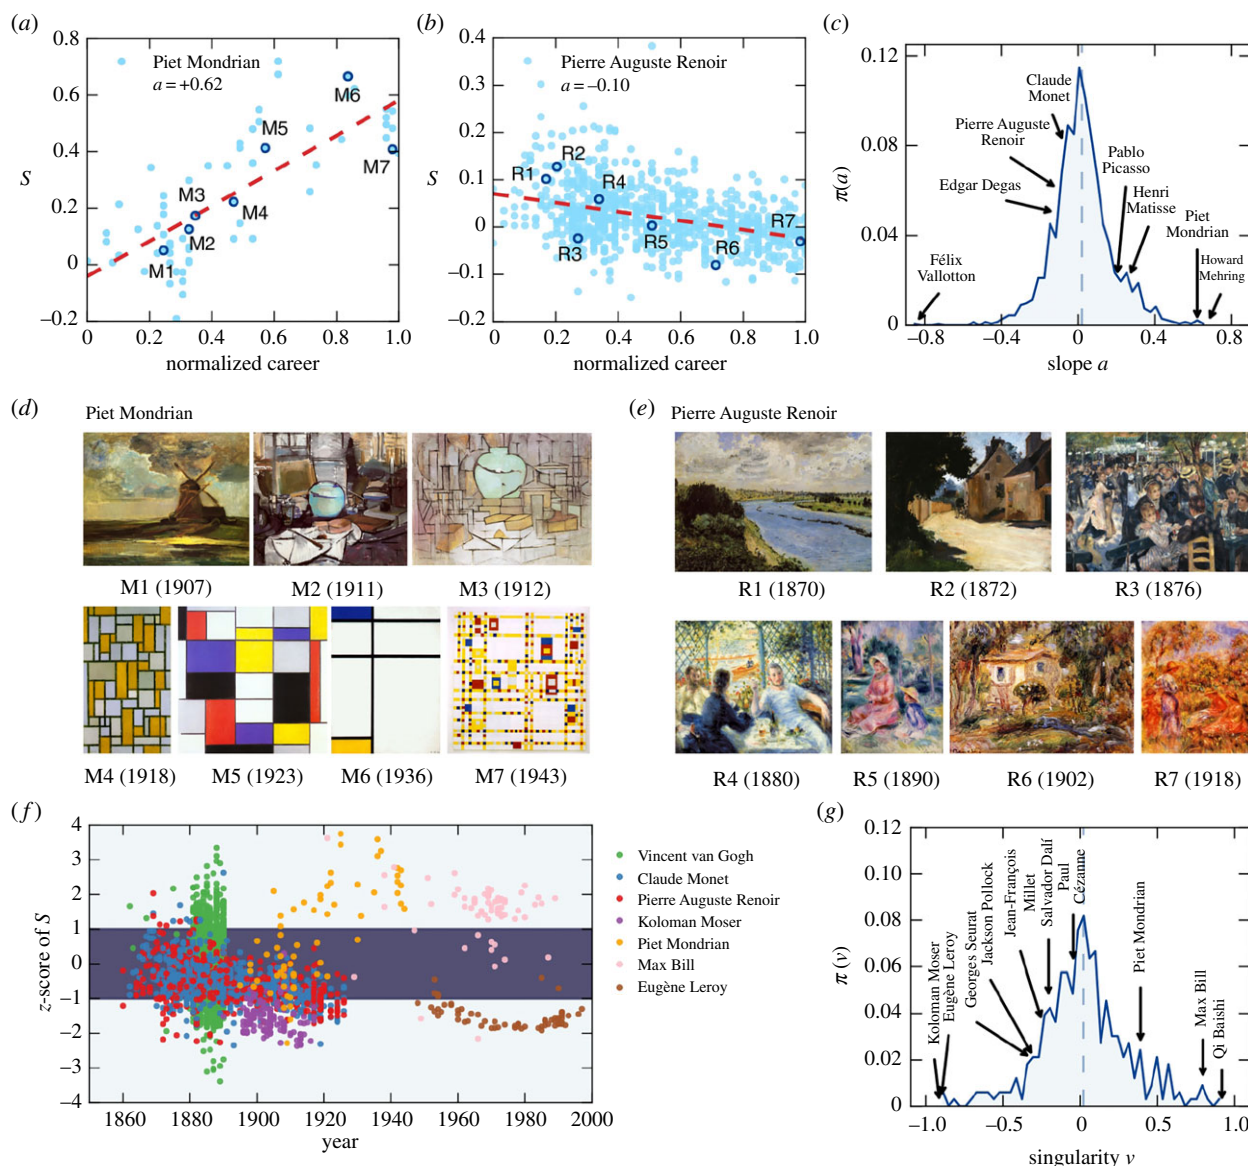 (a)
0.8
0.6
0.4
S
0.2
0
−0.2
Piet Mondrian
a = +0.62
M1
M2
M3
M4
M5
M6
M7
0
0.2
0.4
0.6
0.8
1.0
normalized career
(b)
0.4
0.3
0.2
0.1
S
0
−0.1
−0.2
Pierre Auguste Renoir
a = −0.10
R1
R2
R3
R4
R5
R6
R7
0
0.2
0.4
0.6
0.8
1.0
normalized career
(c)
0.12
0.08
π(a)
0.04
0
Claude
Monet
Pierre Auguste
Renoir
Edgar Degas
Félix
Vallotton
Pablo
Picasso
Henri
Matisse
Piet
Mondrian
Howard
Mehring
−0.8
−0.4
0
0.4
0.8
slope a
(d)
Piet Mondrian
M1 (1907)
M2 (1911)
M3 (1912)
M4 (1918)
M5 (1923)
M6 (1936)
M7 (1943)
(e)
Pierre Auguste Renoir
R1 (1870)
R2 (1872)
R3 (1876)
R4 (1880)
R5 (1890)
R6 (1902)
R7 (1918)
(f)
4
3
2
1
0
−1
−2
−3
−4
z-score of S
1860
1880
1900
1920
1940
1960
1980
2000
year
Vincent van Gogh
Claude Monet
Pierre Auguste Renoir
Koloman Moser
Piet Mondrian
Max Bill
Eugène Leroy
(g)
0.12
0.08
0.06
π (v)
0.04
0.02
0
Koloman Moser
Eugène Leroy
Georges Seurat
Jackson Pollock
Jean-François
Millet
Salvador Dalí
Paul
Cézanne
Piet Mondrian
Max Bill
Qi Baishi
−1.0
−0.5
0
0.5
1.0
singularity v